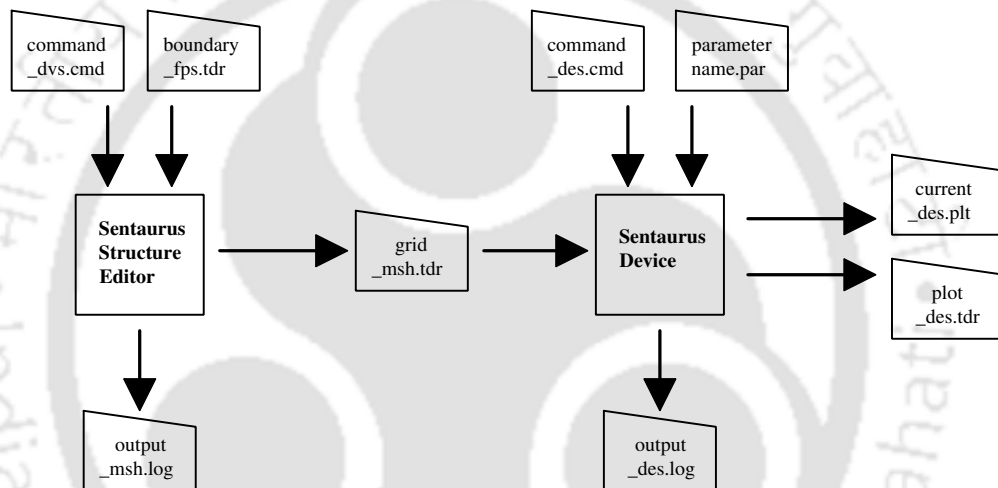 command
_dvs.cmd
boundary
_fps.tdr
command
_des.cmd
parameter
name.par
Sentaurus
Structure
Editor
grid
_msh.tdr
Sentaurus
Device
current
_des.plt
plot
_des.tdr
output
_msh.log
output
_des.log